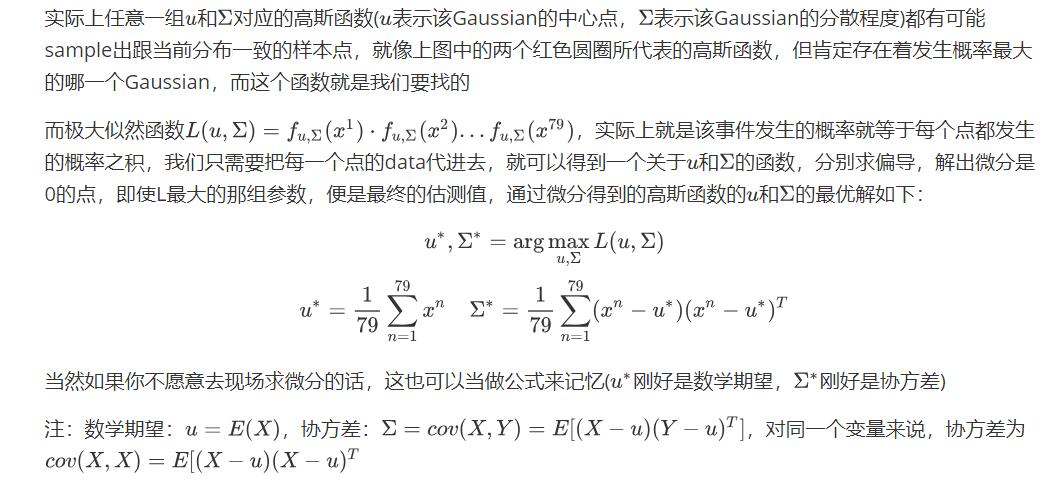 实际上任意一组u和Σ对应的高斯函数(u表示该Gaussian的中心点，Σ表示该Gaussian的分散程度)都有可能
sample出跟当前分布一致的样本点，就像上图中的两个红色圆圈所代表的高斯函数，但肯定存在着发生概率最大
的哪一个Gaussian，而这个函数就是我们要找的
而极大似然函数L(u, Σ) = f_{u,Σ}(x^1) · f_{u,Σ}(x^2)...f_{u,Σ}(x^{79})，实际上就是该事件发生的概率就等于每个点都发生
的概率之积，我们只需要把每一个点的data代进去，就可以得到一个关于u和Σ的函数，分别求偏导，解出微分是
0的点，即使L最大的那组参数，便是最终的估测值，通过微分得到的高斯函数的u和Σ的最优解如下：
u^*, Σ^* = arg max_{u,Σ} L(u, Σ)
u^* = \frac{1}{79} \sum_{n=1}^{79} x^n   Σ^* = \frac{1}{79} \sum_{n=1}^{79} (x^n − u^*)(x^n − u^*)^T
当然如果你不愿意去现场求微分的话，这也可以当做公式来记忆(u^*刚好是数学期望，Σ^*刚好是协方差)
注：数学期望：u = E(X)，协方差：Σ = cov(X, Y) = E[(X − u)(Y − u)^T]，对同一个变量来说，协方差为
cov(X, X) = E[(X − u)(X − u)^T